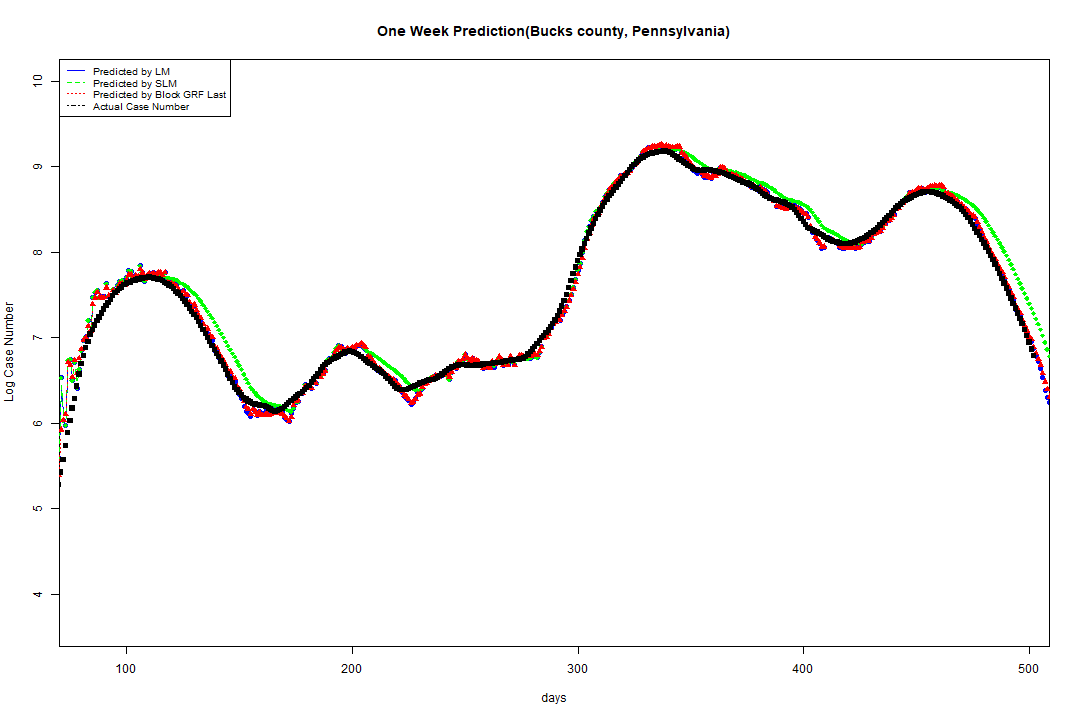 One Week Prediction(Bucks county, Pennsylvania)
Predicted by LM
Predicted by SLM
Predicted by Block GRF Last
Actual Case Number
10
9
8
7
6
5
4
Log Case Number
100 200 300 400 500
days